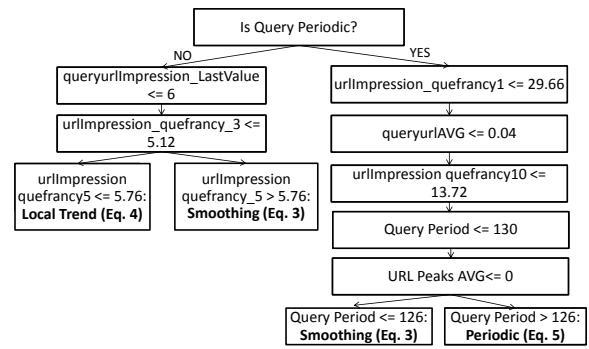 Is Query Periodic?
NO
YES
queryurlImpression_LastValue
<= 6
urlImpression_quefrancy_3 <=
5.12
urlImpression
quefrancy5 <= 5.76:
Local Trend (Eq. 4)
urlImpression
quefrancy_5 > 5.76:
Smoothing (Eq. 3)
urlImpression_quefrancy1 <= 29.66
queryurlAVG <= 0.04
urlImpression quefrancy10 <=
13.72
Query Period <= 130
URL Peaks AVG<= 0
Query Period <= 126:
Smoothing (Eq. 3)
Query Period > 126:
Periodic (Eq. 5)